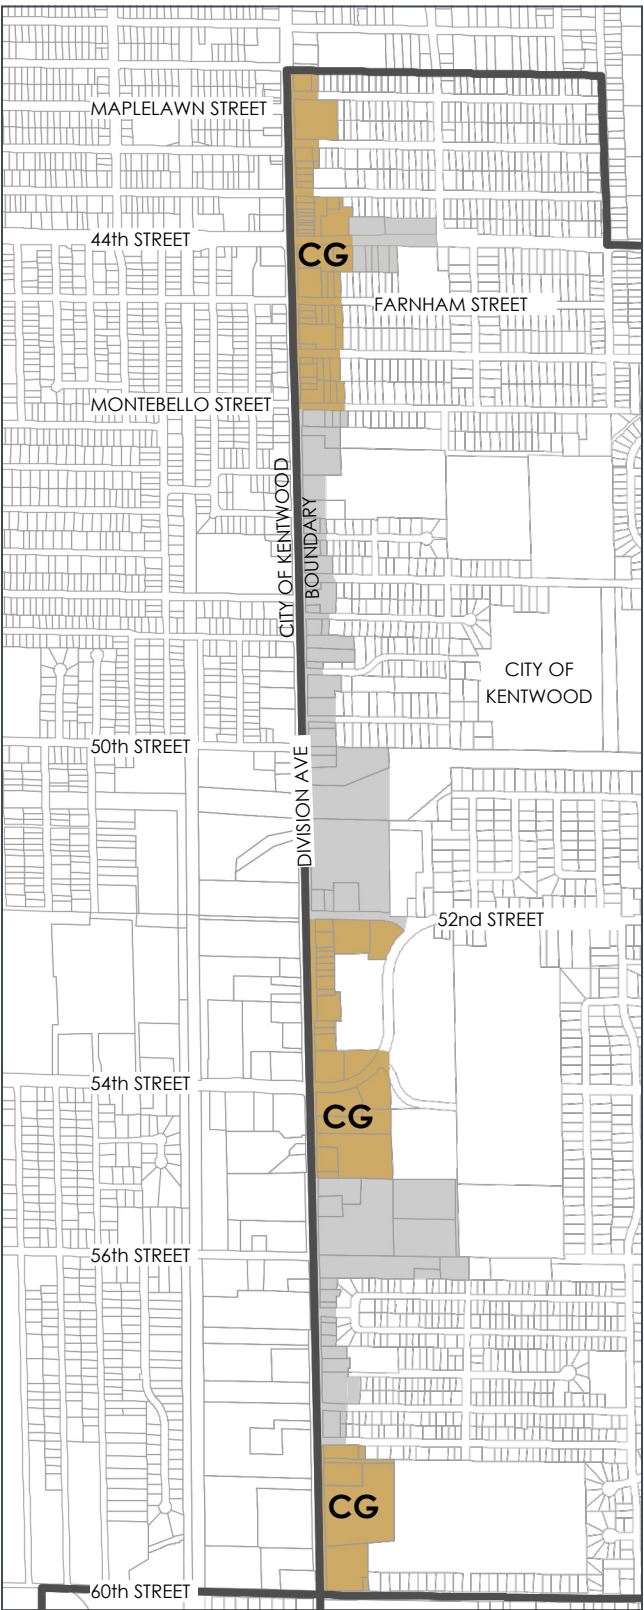 MAPLELAWN STREET
44th STREET
CG
FARNHAM STREET
MONTEBELLO STREET
CITY OF KENTWOOD
BOUNDARY
CITY OF
KENTWOOD
50th STREET
DIVISION AVE
52nd STREET
54th STREET
CG
56th STREET
CG
60th STREET